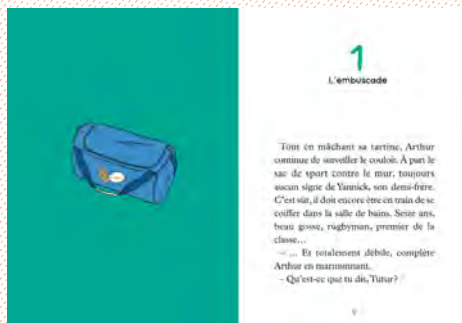 1
L'embuscade
Tout en mâchant sa tartine, Arthur
continue de surveiller le couloir. À part le
sac de sport contre le mur, toujours
aucun signe de Yannick, son demi-frère.
C'est sûr, il doit encore être en train de se
coiffer dans la salle de bains. Seize ans,
beau gosse, rugbyman, premier de la
classe…
– … Et totalement débile, complète
Arthur en marmonnant.
– Qu'est-ce que tu dis, Tutur ?
9